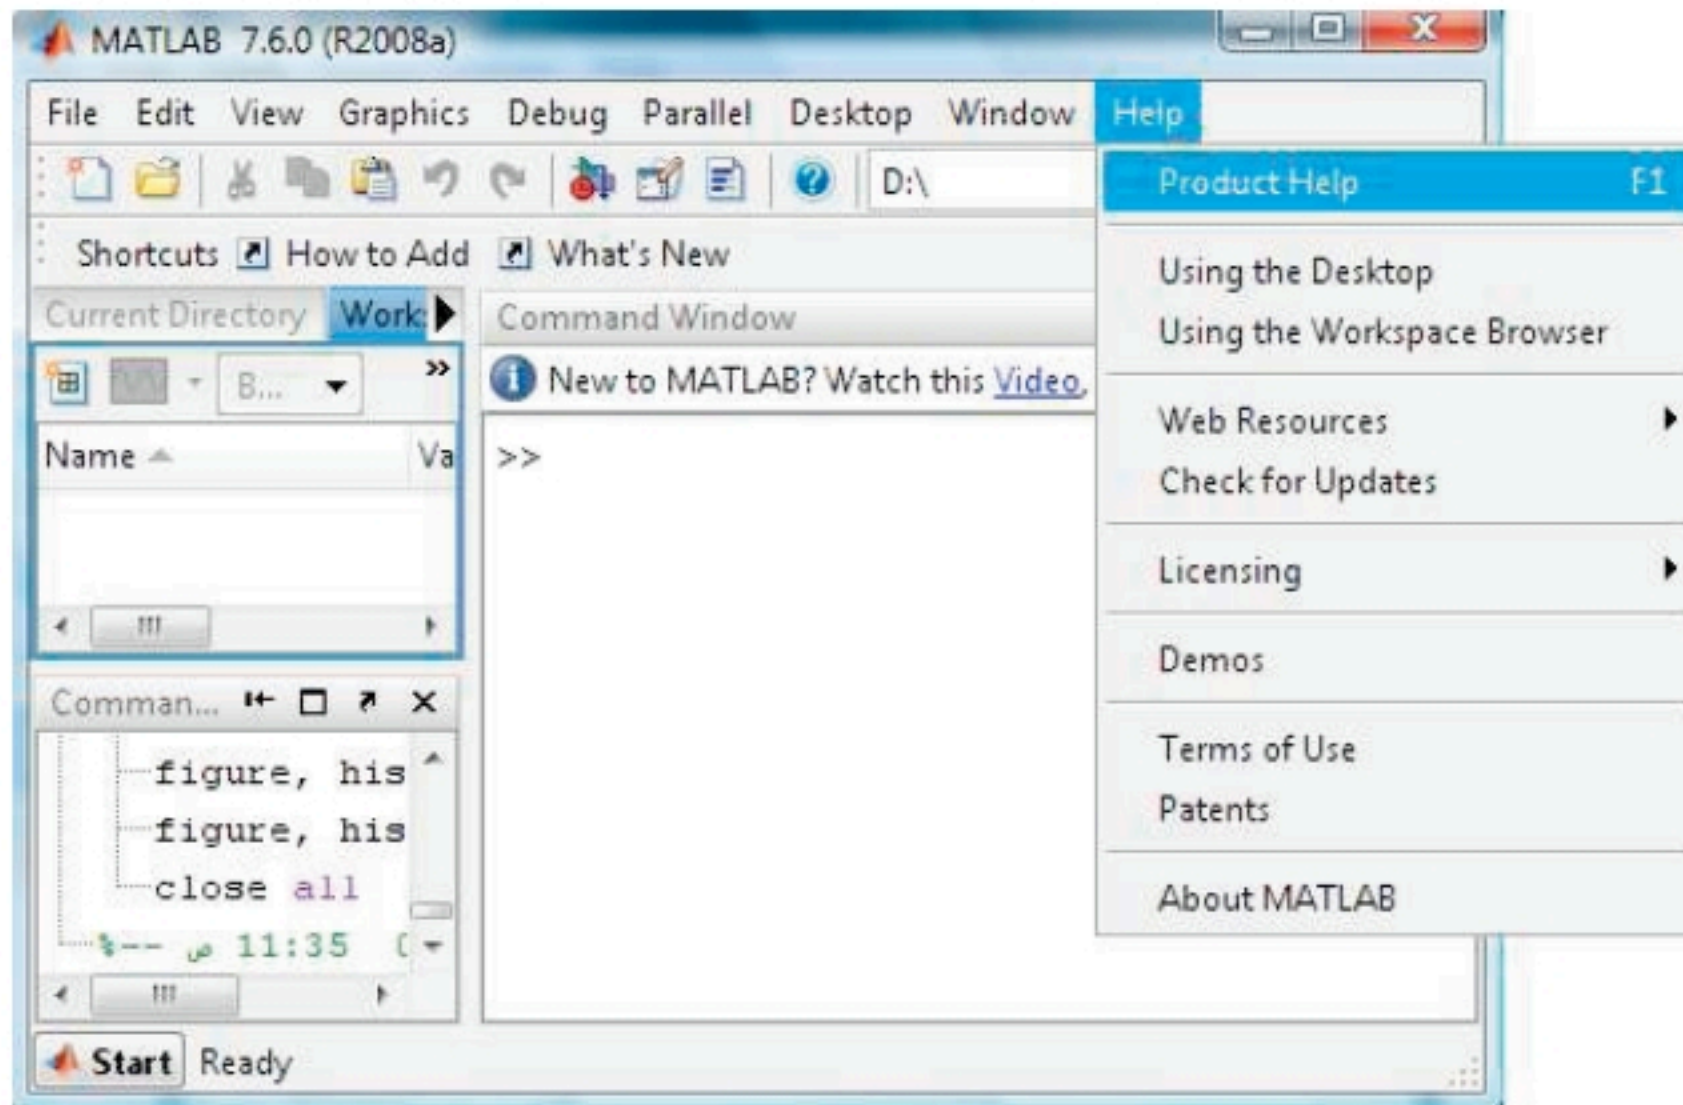 MATLAB 7.6.0 (R2008a)
File Edit View Graphics Debug Parallel Desktop Window Help
D:\
Shortcuts How to Add What's New
Current Directory Work
Command Window
B...
New to MATLAB? Watch this Video,
Name Va
>>
Comman...
figure, his
figure, his
close all
%-- ص 11:35
Start Ready
Product Help F1
Using the Desktop
Using the Workspace Browser
Web Resources
Check for Updates
Licensing
Demos
Terms of Use
Patents
About MATLAB